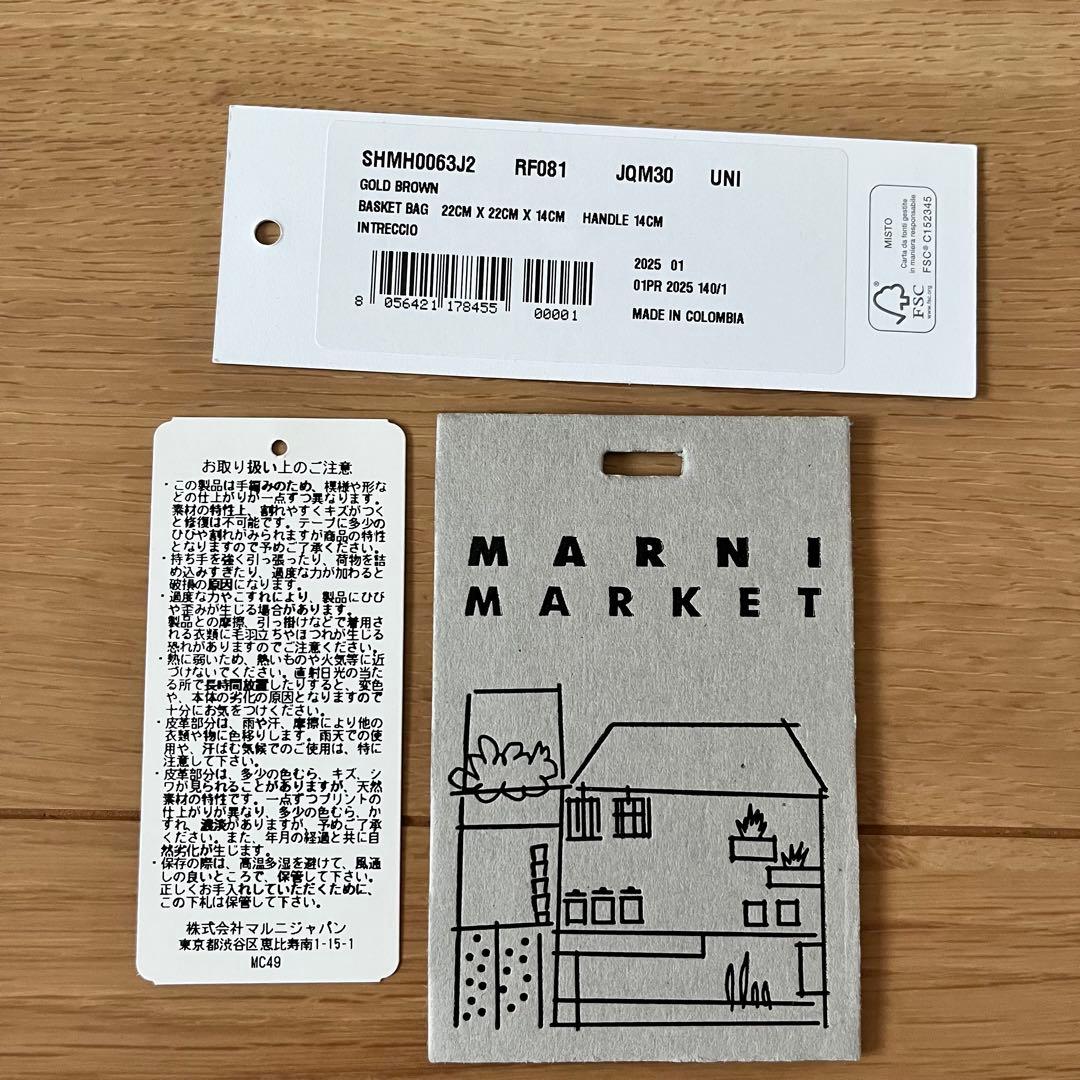 SHMH0063J2 RF081 JQM30 UNI
GOLD BROWN
BASKET BAG 22CM X 22CM X 14CM HANDLE 14CM
INTRECCIO
8 056421 178455 00001
2025 01
01PR 2025 140/1
MADE IN COLOMBIA
MISTO
Carta da fonti gestite
in maniera responsabile
FSC® C152345
FSC
www.fsc.org
お取り扱い上のご注意
・この製品は手編みのため、模様や形な
どの仕上がりが一点ずつ異なります。
素材の特性上、割れやすくキズがつく
と修復は不可能です。テープに多少の
ひびや割れがみられますが商品の特性
となりますので予めご了承ください。
・持ち手を強く引っ張ったり、荷物を詰
め込みすぎたり、過度な力が加わると
破損の原因になります。
・過度な力やこすれにより、製品にひび
や歪みが生じる場合があります。
製品との摩擦、引っ掛けなどで着用さ
れる衣類に毛羽立ちやほつれが生じる
恐れがありますのでご注意ください。
・熱に弱いため、熱いものや火気等に近
づけないでください。直射日光の当た
る所で長時間放置したりすると、変色
や、本体の劣化の原因となりますので
十分にお気をつけください。
・皮革部分は、雨や汗、摩擦により他の
衣類や物に色移りします。雨天での使
用や、汗ばむ気候でのご使用は、特に
注意して下さい。
・皮革部分は、多少の色むら、キズ、シ
ワが見られることがありますが、天然
素材の特性です。一点ずつプリントの
仕上がりが異なり、多少の色むら、か
すれ、濃淡がありますが、予めご了承
ください。また、年月の経過と共に自
然劣化が生じます。
・保存の際は、高温多湿を避けて、風通
しの良いところで、保管して下さい。
正しくお手入れしていただくために、
この下札は保管して下さい。
株式会社マルニジャパン
東京都渋谷区恵比寿南1-15-1
MC49
MARNI
MARKET